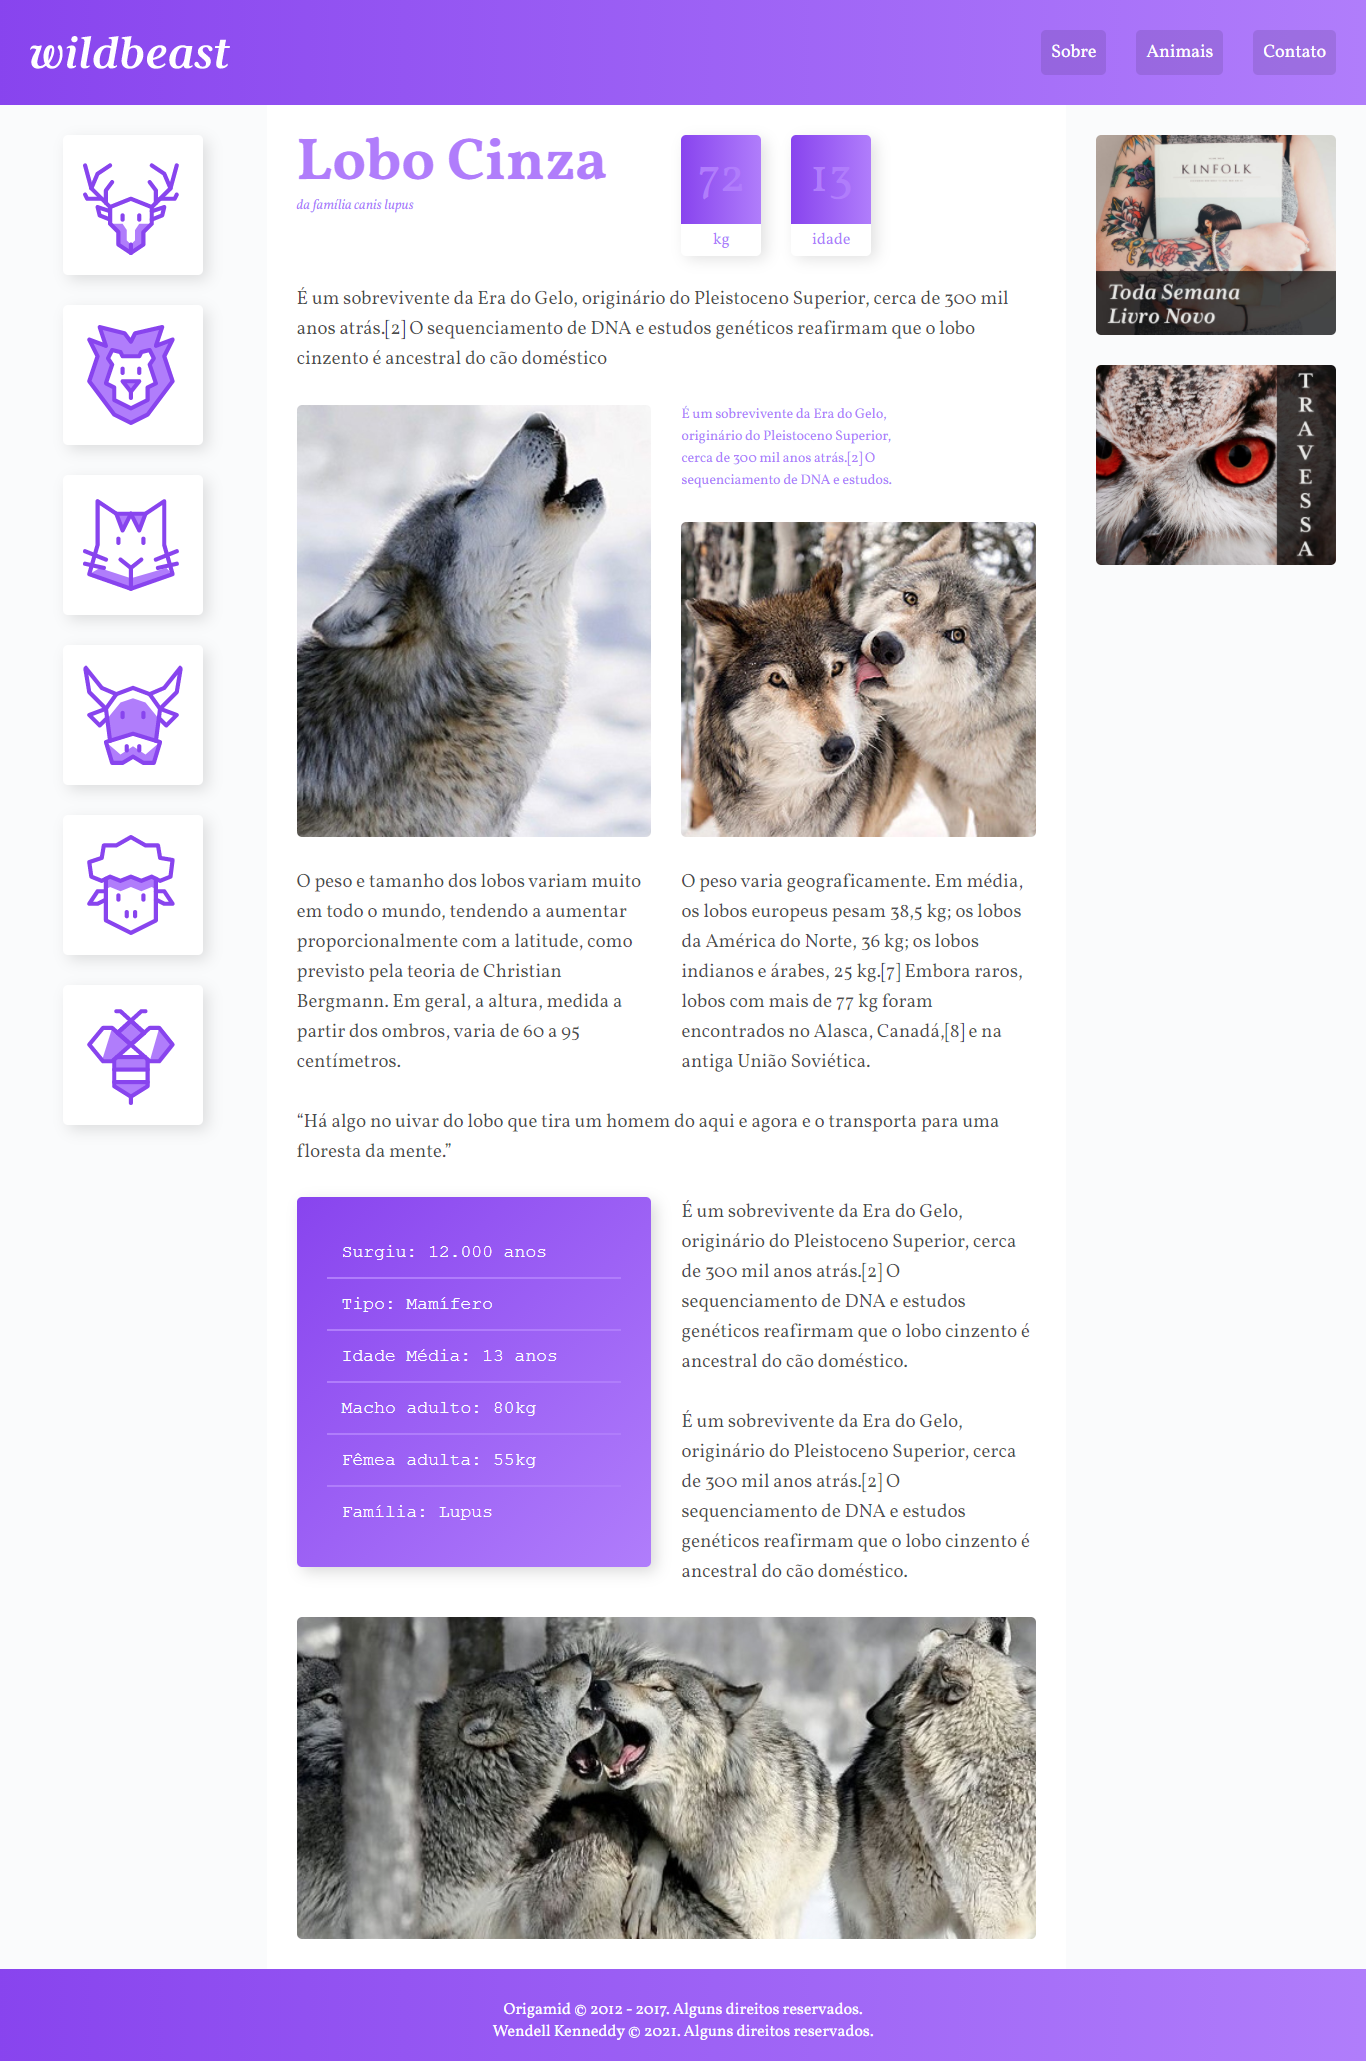 wildbeast
Sobre
Animais
Contato
Lobo Cinza
da família canis lupus
72
kg
13
idade
É um sobrevivente da Era do Gelo, originário do Pleistoceno Superior, cerca de 300 mil
anos atrás.[2] O sequenciamento de DNA e estudos genéticos reafirmam que o lobo
cinzento é ancestral do cão doméstico
É um sobrevivente da Era do Gelo,
originário do Pleistoceno Superior,
cerca de 300 mil anos atrás.[2] O
sequenciamento de DNA e estudos.
O peso e tamanho dos lobos variam muito
em todo o mundo, tendendo a aumentar
proporcionalmente com a latitude, como
previsto pela teoria de Christian
Bergmann. Em geral, a altura, medida a
partir dos ombros, varia de 60 a 95
centímetros.
O peso varia geograficamente. Em média,
os lobos europeus pesam 38,5 kg; os lobos
da América do Norte, 36 kg; os lobos
indianos e árabes, 25 kg.[7] Embora raros,
lobos com mais de 77 kg foram
encontrados no Alasca, Canadá,[8] e na
antiga União Soviética.
“Há algo no uivar do lobo que tira um homem do aqui e agora e o transporta para uma
floresta da mente.”
Surgiu: 12.000 anos
Tipo: Mamífero
Idade Média: 13 anos
Macho adulto: 80kg
Fêmea adulta: 55kg
Família: Lupus
É um sobrevivente da Era do Gelo,
originário do Pleistoceno Superior, cerca
de 300 mil anos atrás.[2] O
sequenciamento de DNA e estudos
genéticos reafirmam que o lobo cinzento é
ancestral do cão doméstico.
É um sobrevivente da Era do Gelo,
originário do Pleistoceno Superior, cerca
de 300 mil anos atrás.[2] O
sequenciamento de DNA e estudos
genéticos reafirmam que o lobo cinzento é
ancestral do cão doméstico.
KINFOLK
Toda Semana
Livro Novo
TRAVESSA
Origamid © 2012 - 2017. Alguns direitos reservados.
Wendell Kenneddy © 2021. Alguns direitos reservados.